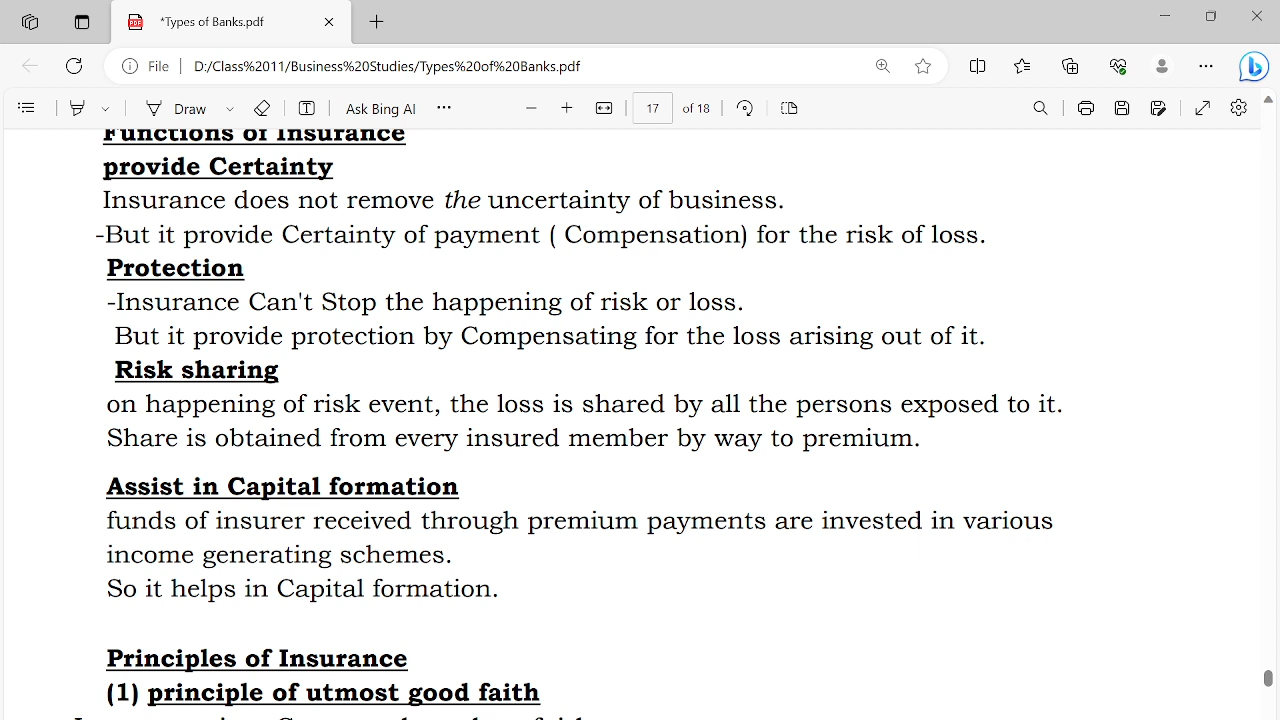 *Types of Banks.pdf
File | D:/Class%2011/Business%20Studies/Types%20of%20Banks.pdf
Draw
Ask Bing AI
17 of 18
Functions of Insurance
provide Certainty
Insurance does not remove the uncertainty of business.
-But it provide Certainty of payment ( Compensation) for the risk of loss.
Protection
-Insurance Can't Stop the happening of risk or loss.
But it provide protection by Compensating for the loss arising out of it.
Risk sharing
on happening of risk event, the loss is shared by all the persons exposed to it.
Share is obtained from every insured member by way to premium.
Assist in Capital formation
funds of insurer received through premium payments are invested in various
income generating schemes.
So it helps in Capital formation.
Principles of Insurance
(1) principle of utmost good faith